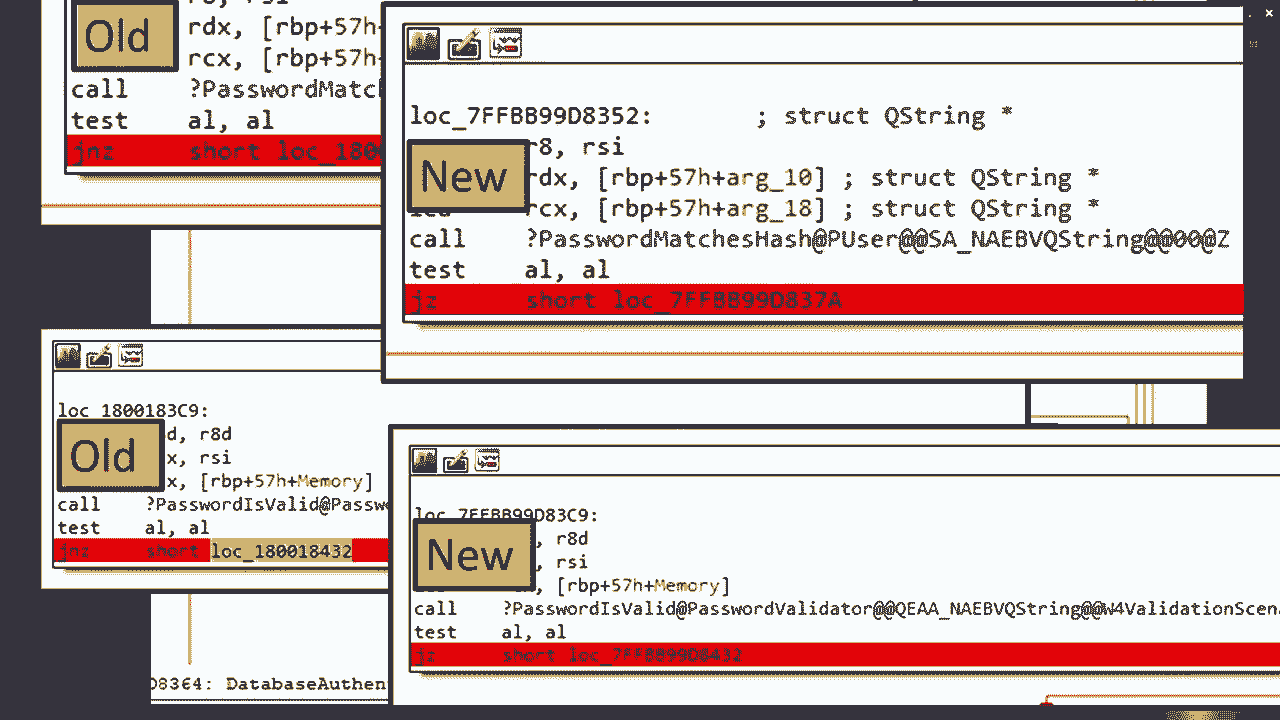 Old
rdx, [rbp+57h
rcx, [rbp+57h
call ?PasswordMatc
test al, al
jnz short loc_180
loc_7FFBB99D8352: ; struct QString *
New
r8, rsi
rdx, [rbp+57h+arg_10] ; struct QString *
rcx, [rbp+57h+arg_18] ; struct QString *
call ?PasswordMatchesHash@PUser@@SA_NAEBVQString@@00@Z
test al, al
jz short loc_7FFBB99D837A
loc_1800183C9:
Old
d, r8d
x, rsi
x, [rbp+57h+Memory]
call ?PasswordIsValid@Passw
test al, al
jnz short loc_180018432
D8364: DatabaseAuthen
loc_7FFBB99D83C9:
New
, r8d
, rsi
, [rbp+57h+Memory]
call ?PasswordIsValid@PasswordValidator@@QEAA_NAEBVQString@@W4ValidationScena
test al, al
jz short loc_7FFBB99D8432